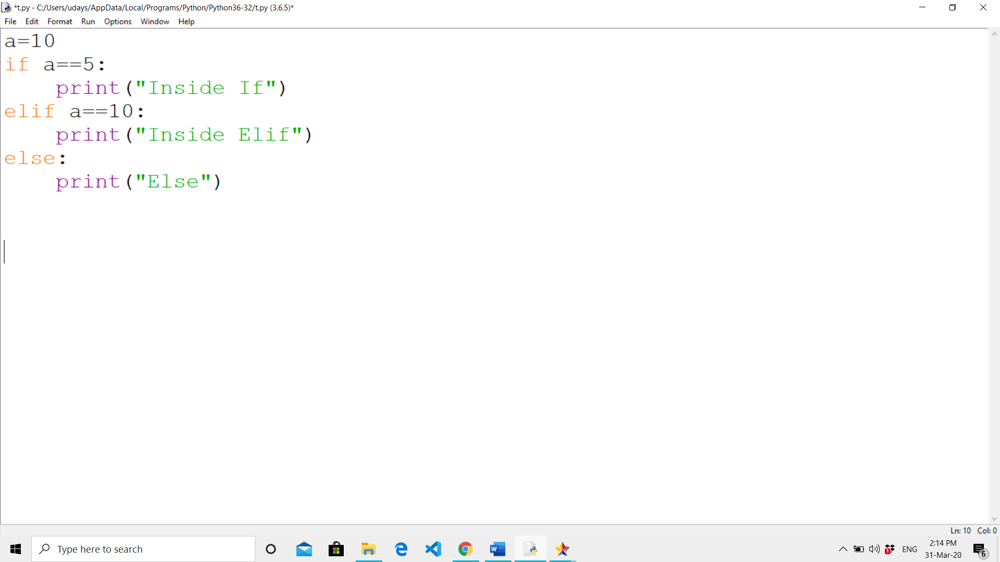 *t.py - C:/Users/udays/AppData/Local/Programs/Python/Python36-32/t.py (3.6.5)*
File Edit Format Run Options Window Help
a=10
if a==5:
    print("Inside If")
elif a==10:
    print("Inside Elif")
else:
    print("Else")
Ln: 10 Col: 0
Type here to search
W
1
ENG
2:14 PM
31-Mar-20
6